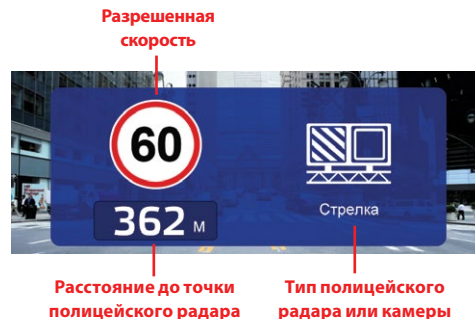 Разрешенная
скорость
60
362 м
Стрелка
Расстояние до точки
полицейского радара
Тип полицейского
радара или камеры